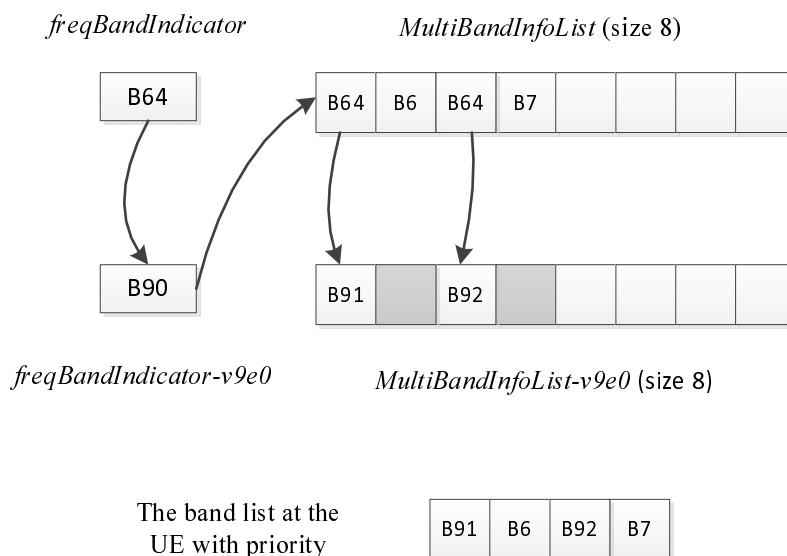 freqBandIndicator MultiBandInfoList (size 8)
B64 B64 B6 B64 B7
B90 B91 B92
freqBandIndicator-v9e0 MultiBandInfoList-v9e0 (size 8)
The band list at the
UE with priority
B91 B6 B92 B7